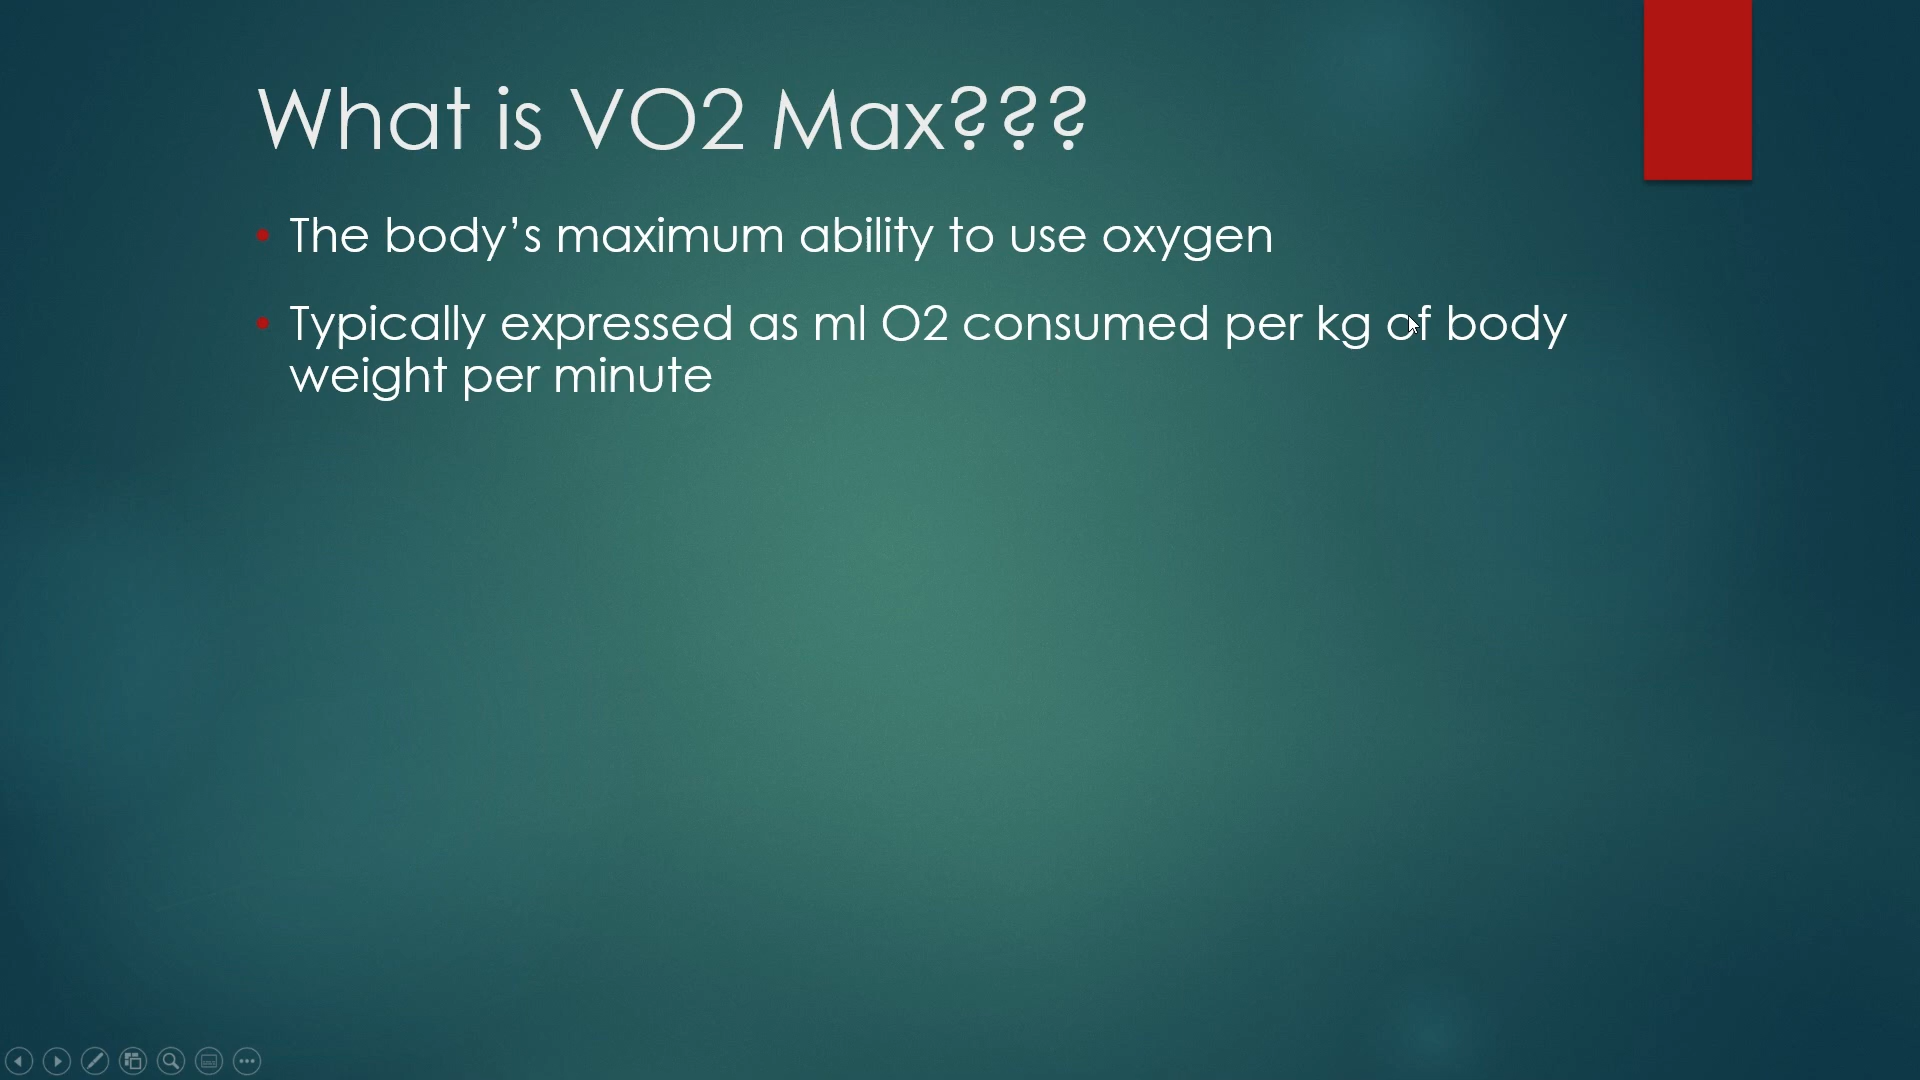 What is VO2 Max???
• The body’s maximum ability to use oxygen
• Typically expressed as ml O2 consumed per kg of body
weight per minute